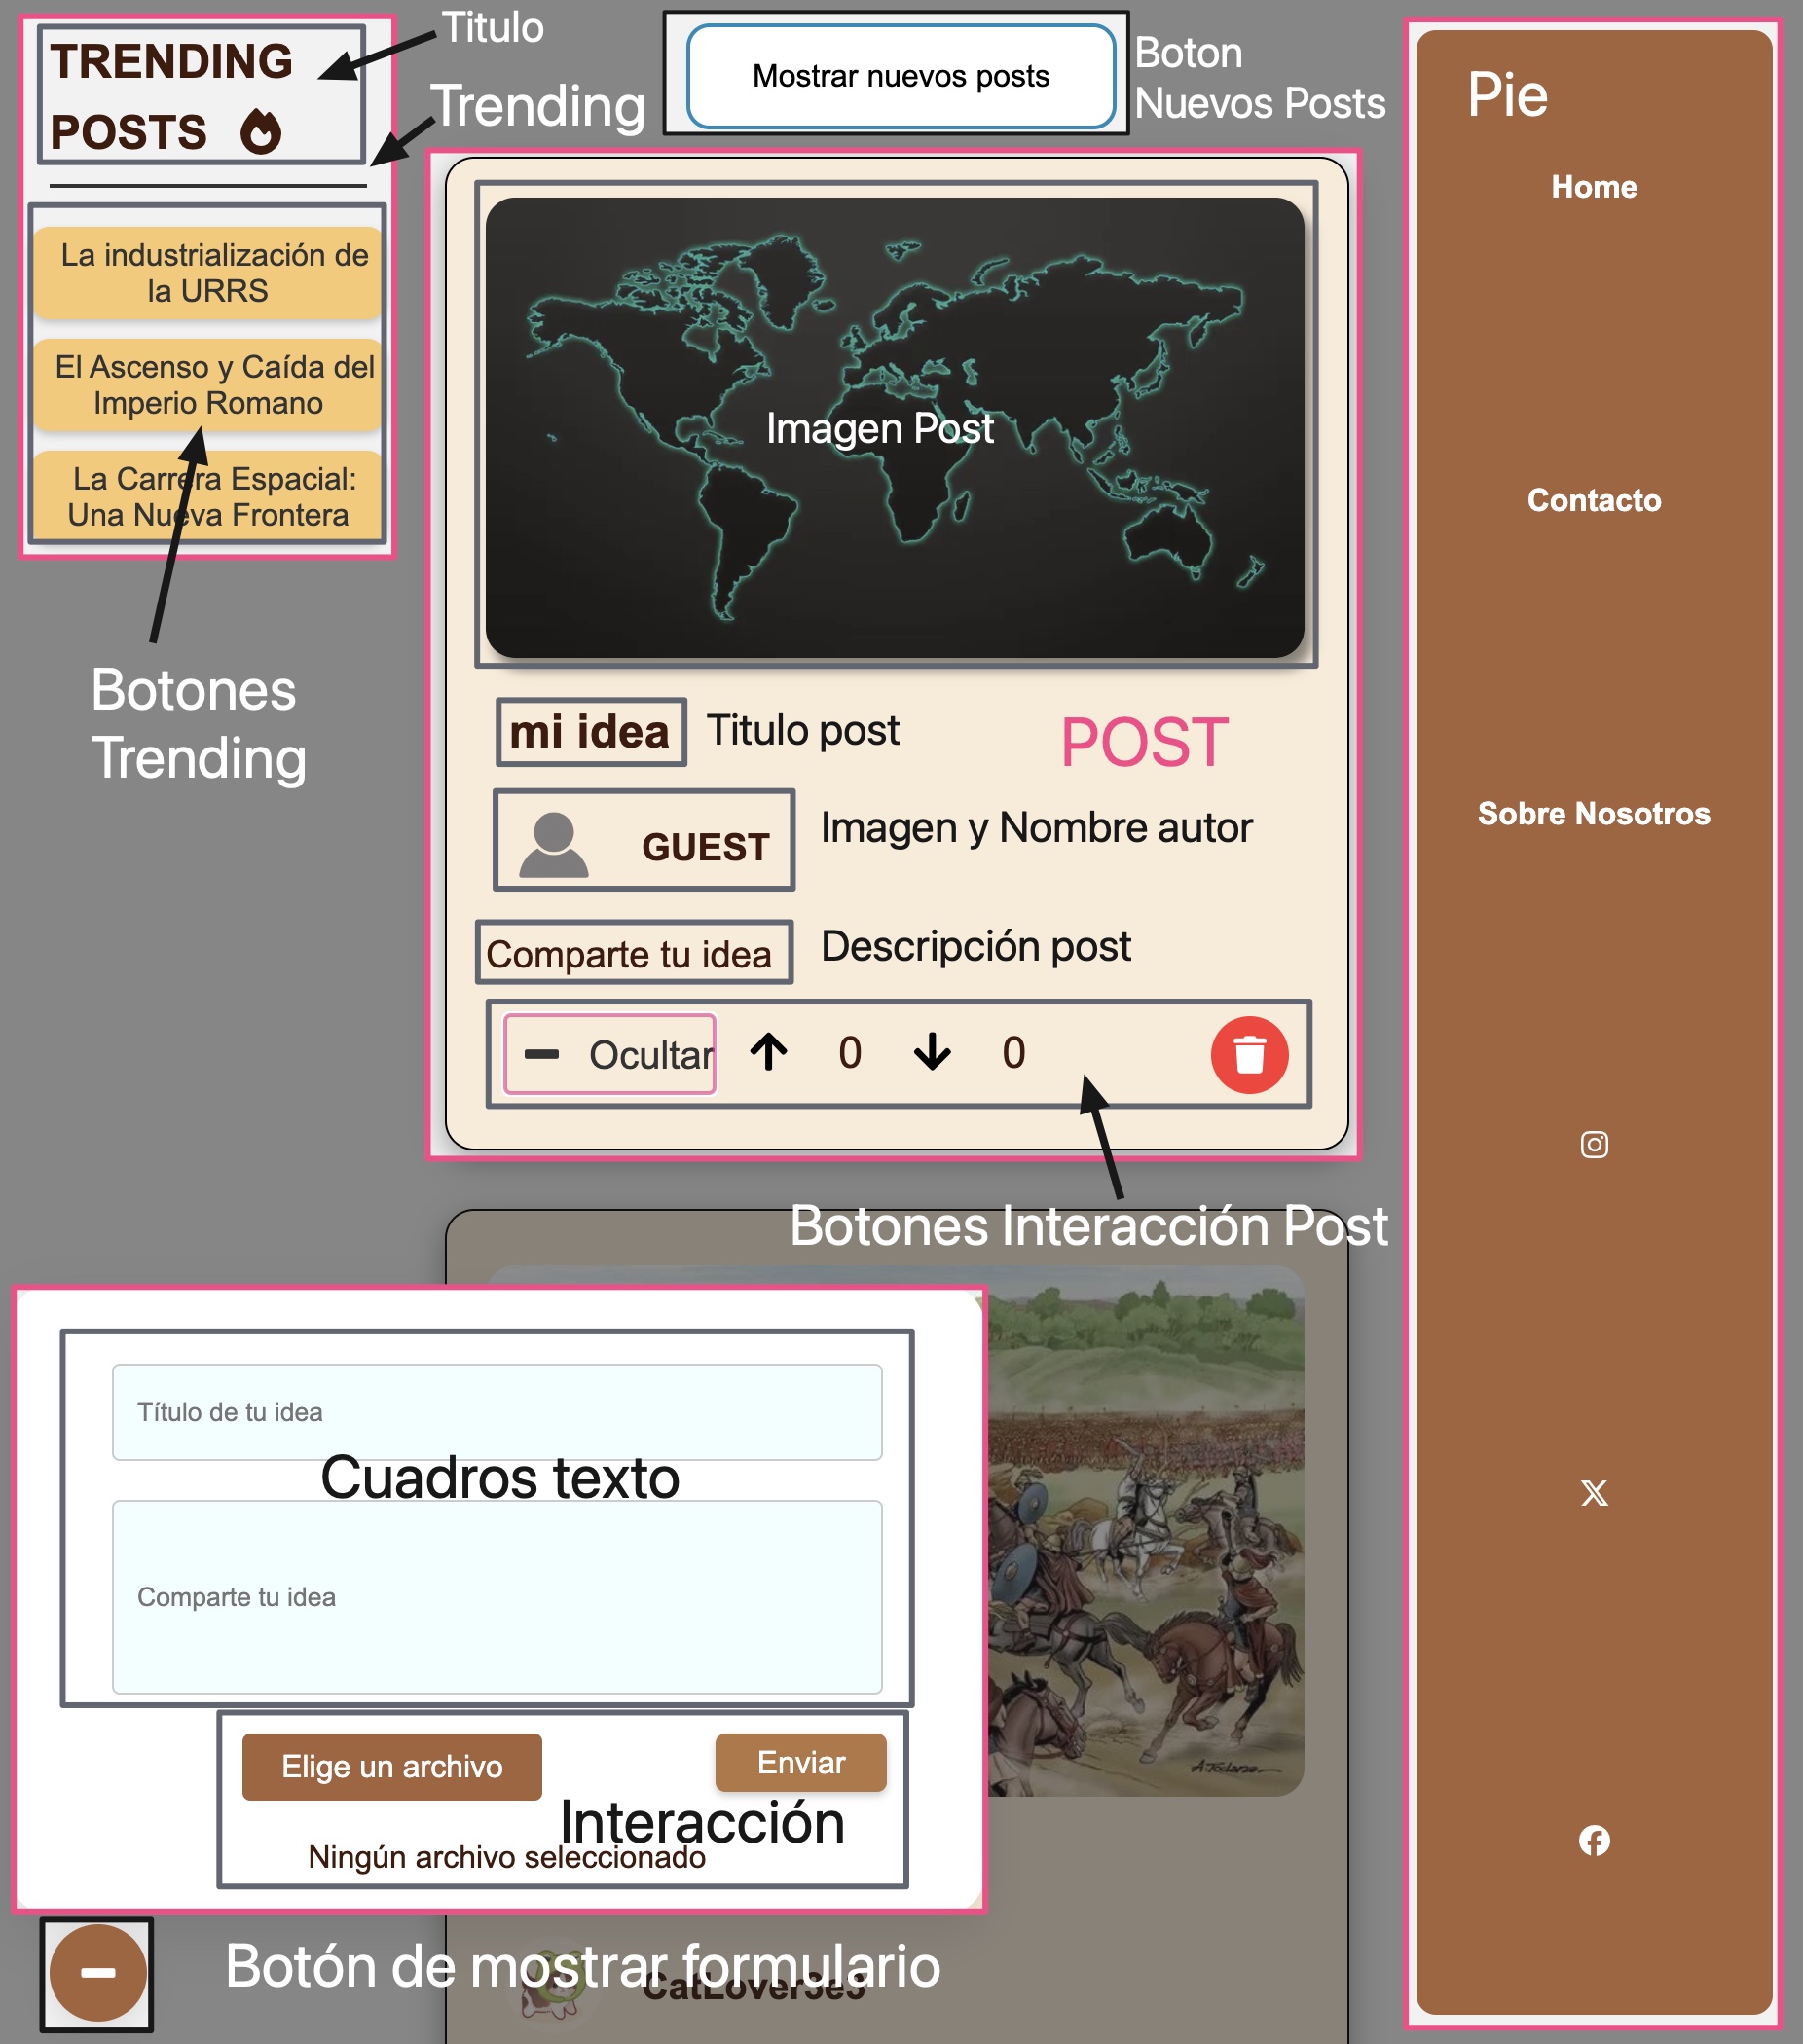 TRENDING
POSTS
Titulo
Trending
La industrialización de
la URRS
El Ascenso y Caída del
Imperio Romano
La Carrera Espacial:
Una Nueva Frontera
Botones
Trending
Mostrar nuevos posts
Boton
Nuevos Posts
Imagen Post
mi idea
Titulo post
POST
GUEST
Imagen y Nombre autor
Comparte tu idea
Descripción post
Ocultar
0
0
Botones Interacción Post
Título de tu idea
Cuadros texto
Comparte tu idea
Elige un archivo
Enviar
Interacción
Ningún archivo seleccionado
Botón de mostrar formulario
CatLover3e3
Pie
Home
Contacto
Sobre Nosotros